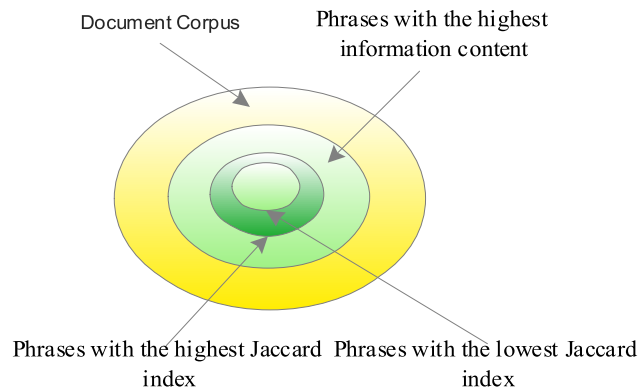 Document Corpus
Phrases with the highest
information content
Phrases with the highest Jaccard
index
Phrases with the lowest Jaccard
index